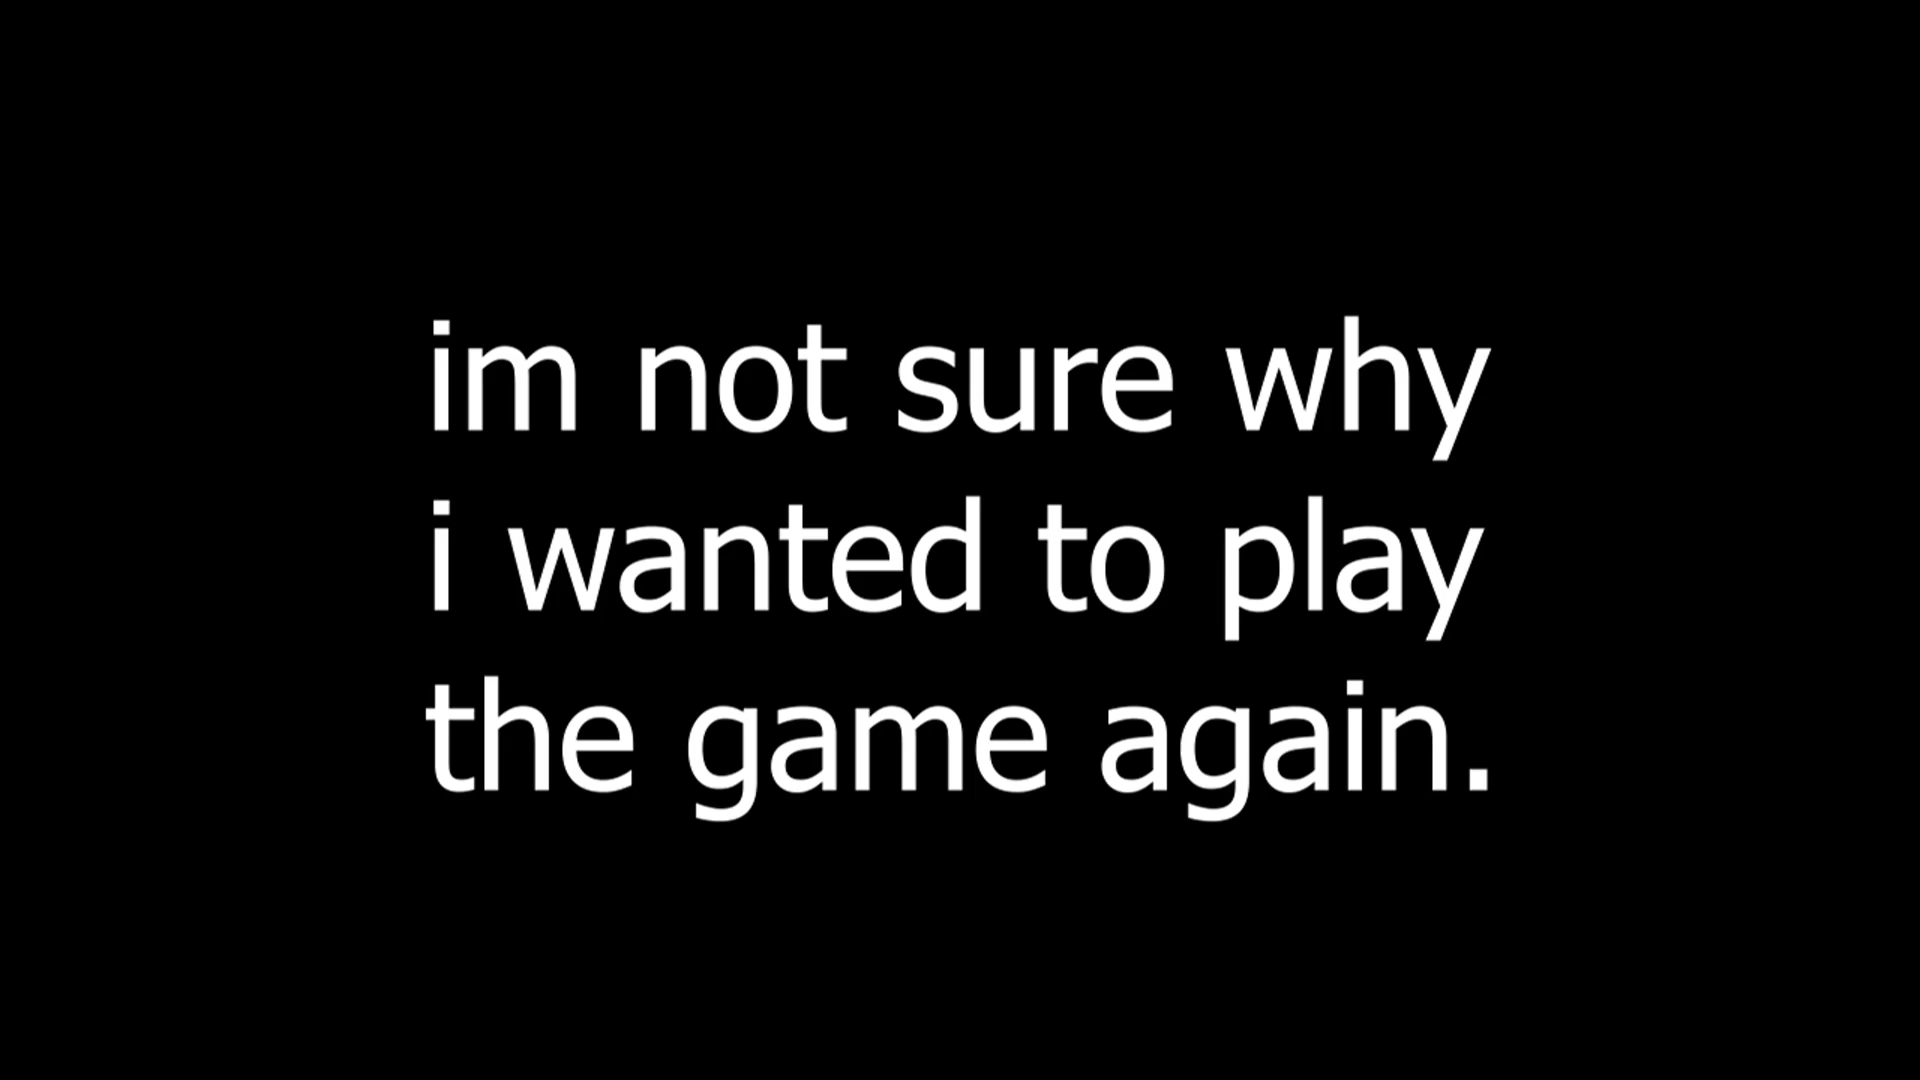 im not sure why
i wanted to play
the game again.